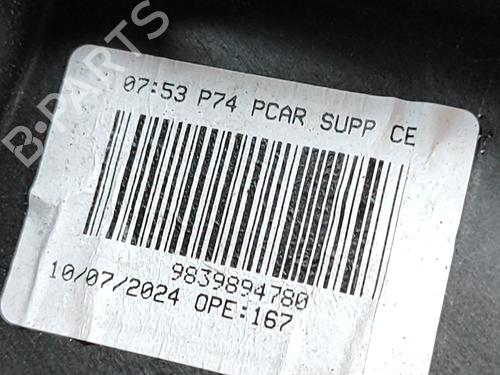 07:53 P74 PCAR SUPP CE
9839894780
10/07/2024 OPE:167
B-PARTS